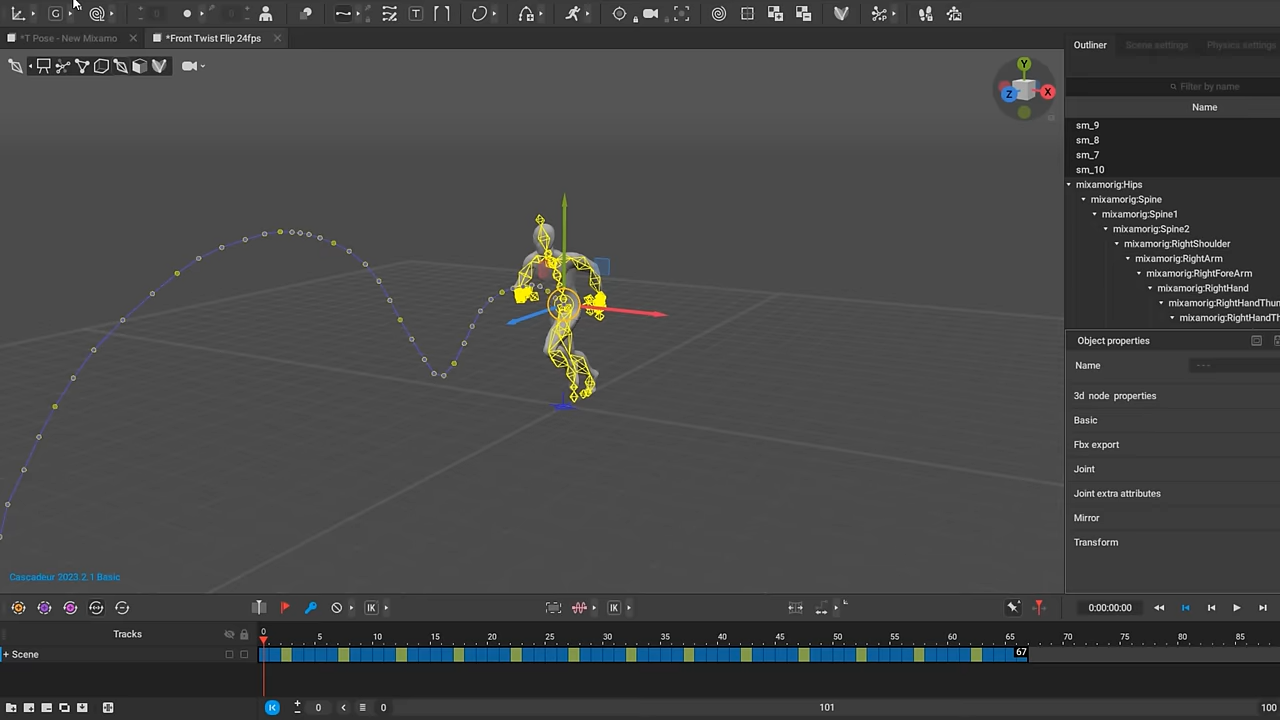 G
0
0
T
*T Pose - New Mixamo
*Front Twist Flip 24fps
Outliner
Scene settings
Physics settings
Filter by name
Y
Z
X
Name
sm_9
sm_8
sm_7
sm_10
mixamorig:Hips
mixamorig:Spine
mixamorig:Spine1
mixamorig:Spine2
mixamorig:RightShoulder
mixamorig:RightArm
mixamorig:RightForeArm
mixamorig:RightHand
mixamorig:RightHandThun
mixamorig:RightHandTh
Object properties
Name
---
3d node properties
Basic
Fbx export
Joint
Joint extra attributes
Mirror
Transform
Cascadeur 2023.2.1 Basic
IK
IK
0:00:00:00
Tracks
0 5 10 15 20 25 30 35 40 45 50 55 60 65 70 75 80 85
+ Scene
67
0
0
101
100